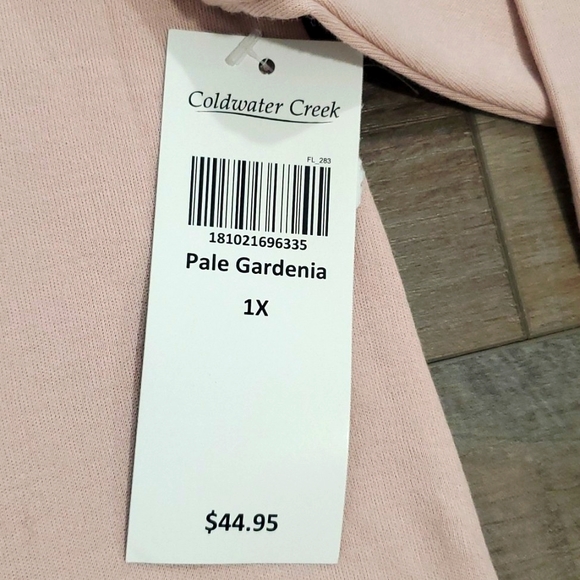 Coldwater Creek
FL_283
181021696335
Pale Gardenia
1X
$44.95